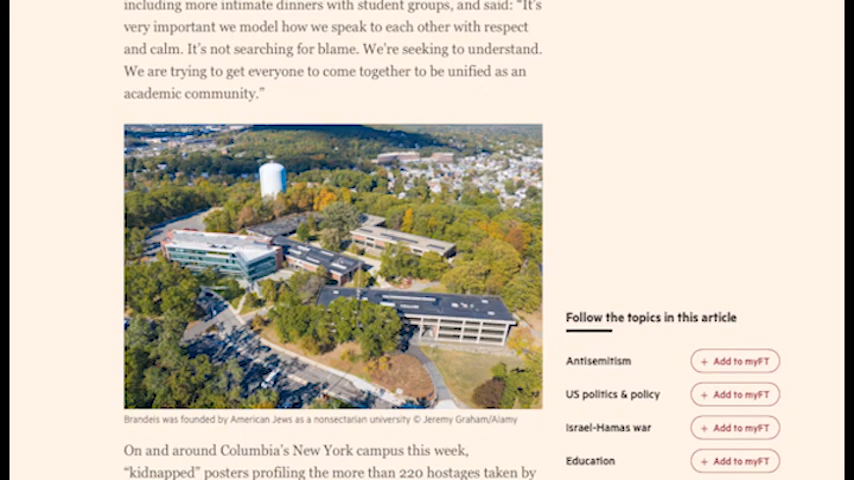 including more intimate dinners with student groups, and said: “It’s
very important we model how we speak to each other with respect
and calm. It’s not searching for blame. We’re seeking to understand.
We are trying to get everyone to come together to be unified as an
academic community.”
Brandeis was founded by American Jews as a nonsectarian university © Jeremy Graham/Alamy
On and around Columbia’s New York campus this week,
“kidnapped” posters profiling the more than 220 hostages taken by
Follow the topics in this article
Antisemitism + Add to myFT
US politics & policy + Add to myFT
Israel-Hamas war + Add to myFT
Education + Add to myFT